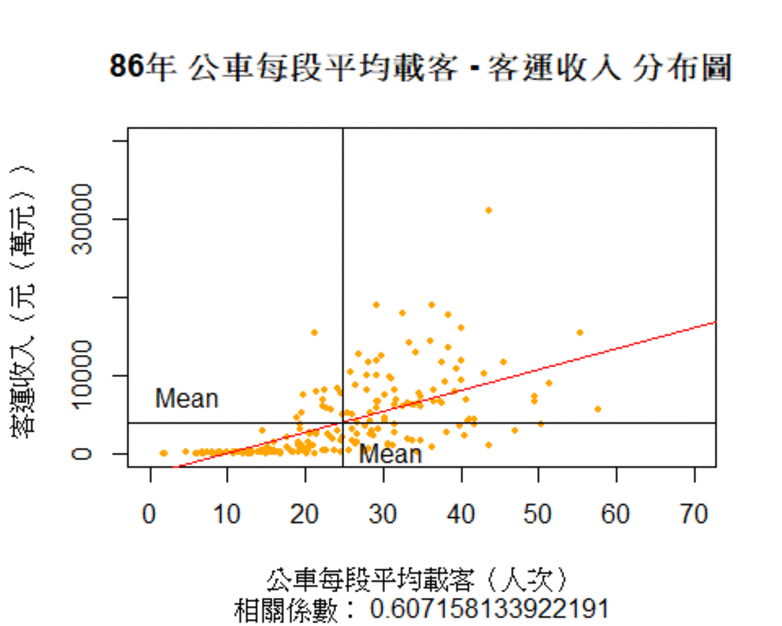 86年 公車每段平均載客 - 客運收入 分布圖
客運收入（元（萬元））
30000
10000
0
Mean
Mean
0 10 20 30 40 50 60 70
公車每段平均載客（人次）
相關係數： 0.607158133922191